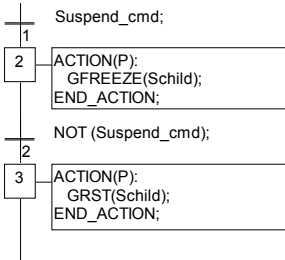 Suspend_cmd;
1
2
ACTION(P):
GFREEZE(Schild);
END_ACTION;
NOT (Suspend_cmd);
2
3
ACTION(P):
GRST(Schild);
END_ACTION;